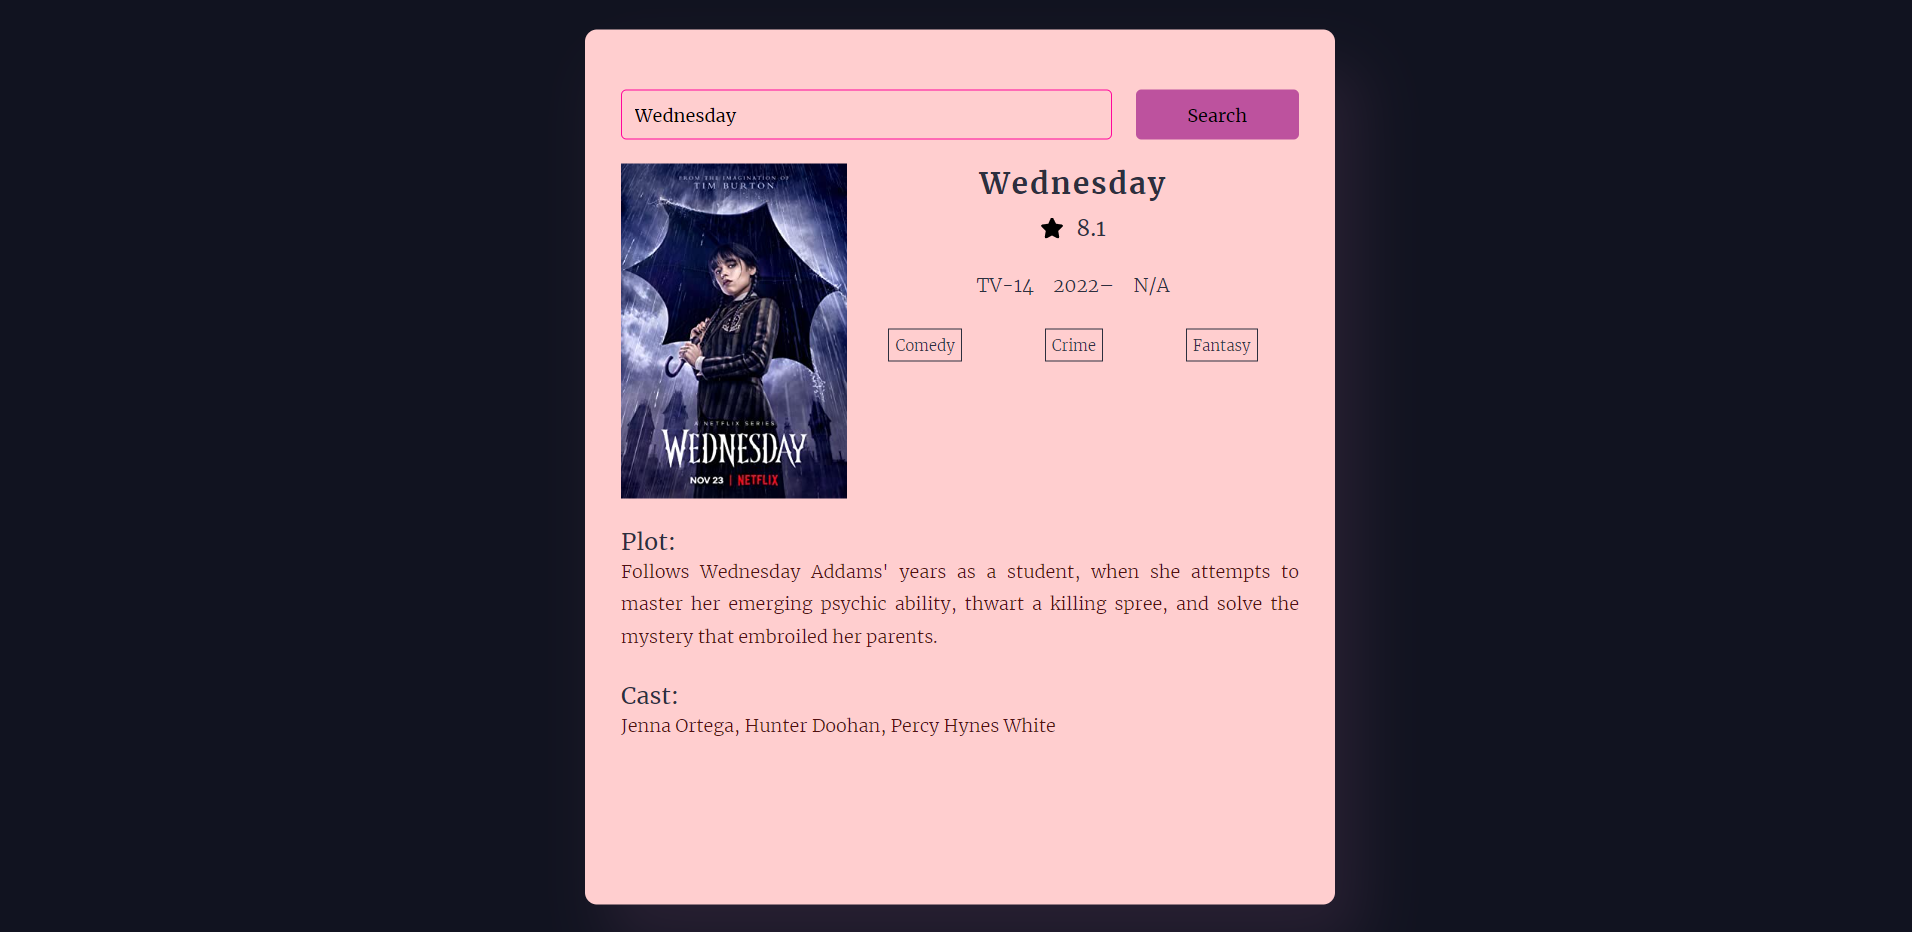 Wednesday
Search
FROM THE IMAGINATION OF
TIM BURTON
A NETFLIX SERIES
WEDNESDAY
NOV 23 | NETFLIX
Wednesday
8.1
TV-14 2022– N/A
Comedy Crime Fantasy
Plot:
Follows Wednesday Addams' years as a student, when she attempts to
master her emerging psychic ability, thwart a killing spree, and solve the
mystery that embroiled her parents.
Cast:
Jenna Ortega, Hunter Doohan, Percy Hynes White